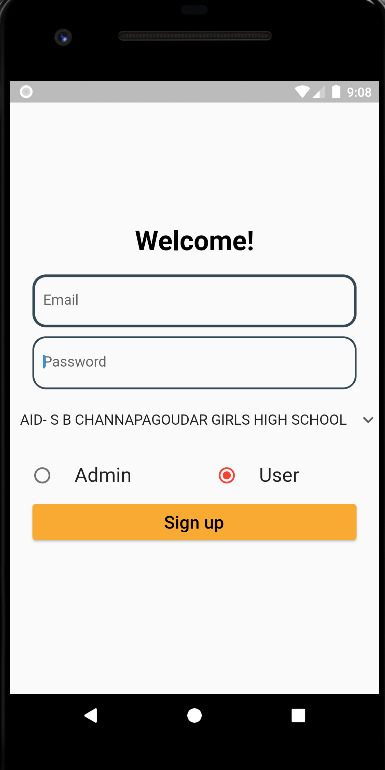 9:08
Welcome!
Email
Password
AID- S B CHANNAPAGOUDAR GIRLS HIGH SCHOOL
Admin User
Sign up